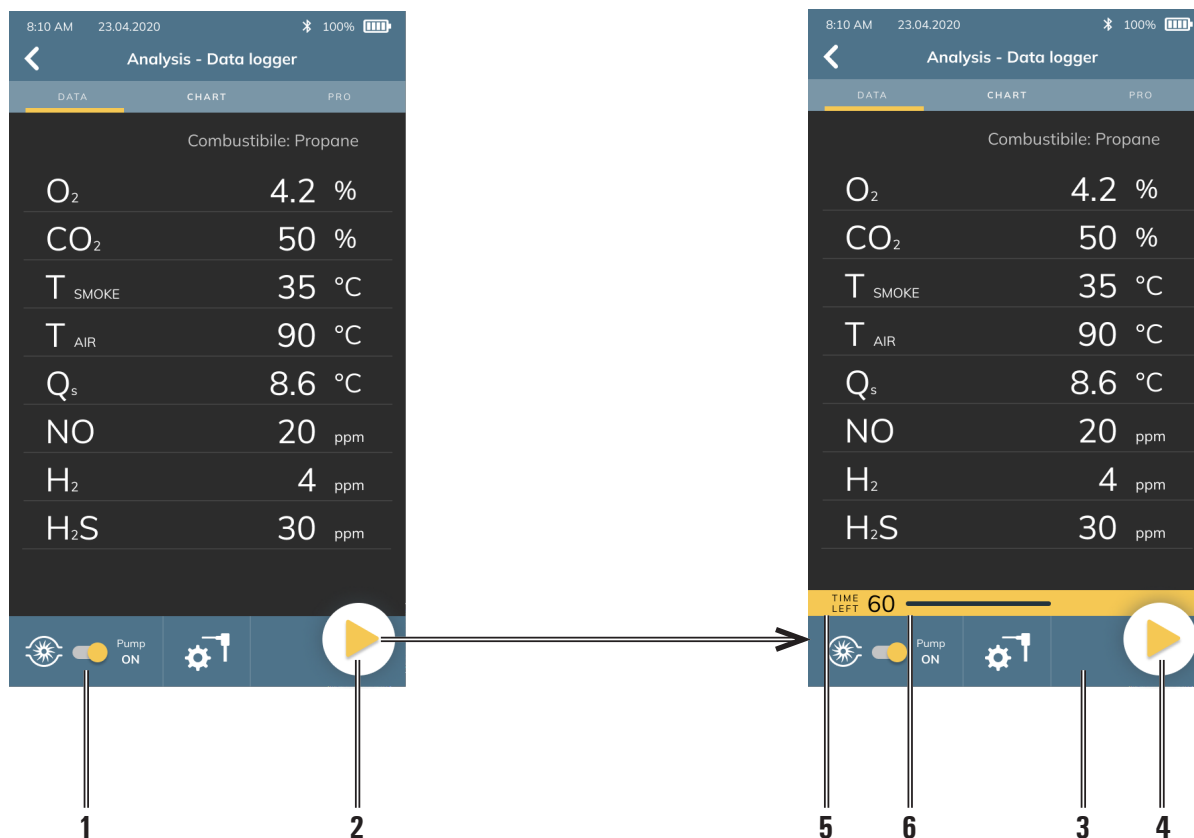 8:10 AM 23.04.2020 100%
Analysis - Data logger
DATA CHART PRO
Combustibile: Propane
O₂ 4.2 %
CO₂ 50 %
T SMOKE 35 °C
T AIR 90 °C
Qs 8.6 °C
NO 20 ppm
H₂ 4 ppm
H₂S 30 ppm
Pump
ON
1 2
8:10 AM 23.04.2020 100%
Analysis - Data logger
DATA CHART PRO
Combustibile: Propane
O₂ 4.2 %
CO₂ 50 %
T SMOKE 35 °C
T AIR 90 °C
Qs 8.6 °C
NO 20 ppm
H₂ 4 ppm
H₂S 30 ppm
TIME
LEFT 60
Pump
ON
5 6 3 4